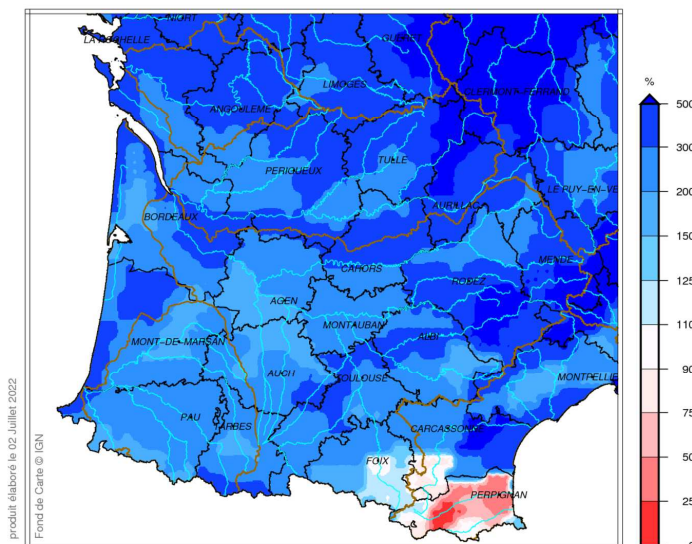 NIORT
LA ROCHELLE
GUERET
%
LIMOGES
CLERMONT-FERRAND
500
ANGOULEME
300
TULLE
PERIGUEUX
LE PUY-EN-VE
200
AURILLAC
BORDEAUX
150
MENDE
CAHORS
RODEZ
125
AGEN
MONTAUBAN
110
ALBI
MONT-DE-MARSAN
90
AUCH
TOULOUSE
MONTPELLIE
75
PAU
TARBES
CARCASSONNE
50
FOIX
PERPIGNAN
25
produit élaboré le 02 Juillet 2022
Fond de Carte © IGN